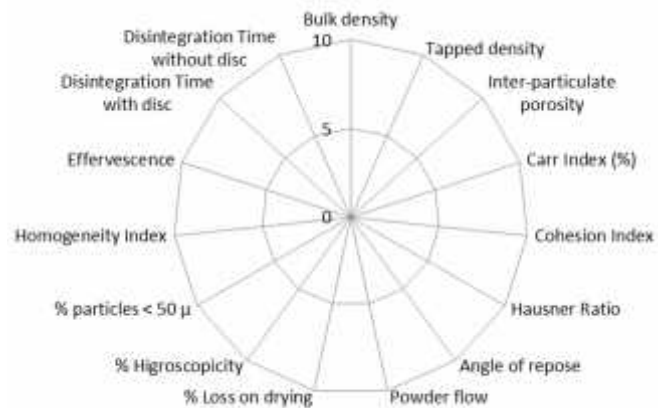 Bulk density
10
Tapped density
Inter-particulate
porosity
Carr Index (%)
Cohesion Index
Hausner Ratio
Angle of repose
Powder flow
% Loss on drying
% Higroscopicity
% particles < 50 µ
Homogeneity Index
Effervescence
Disintegration Time
with disc
Disintegration Time
without disc
5
0